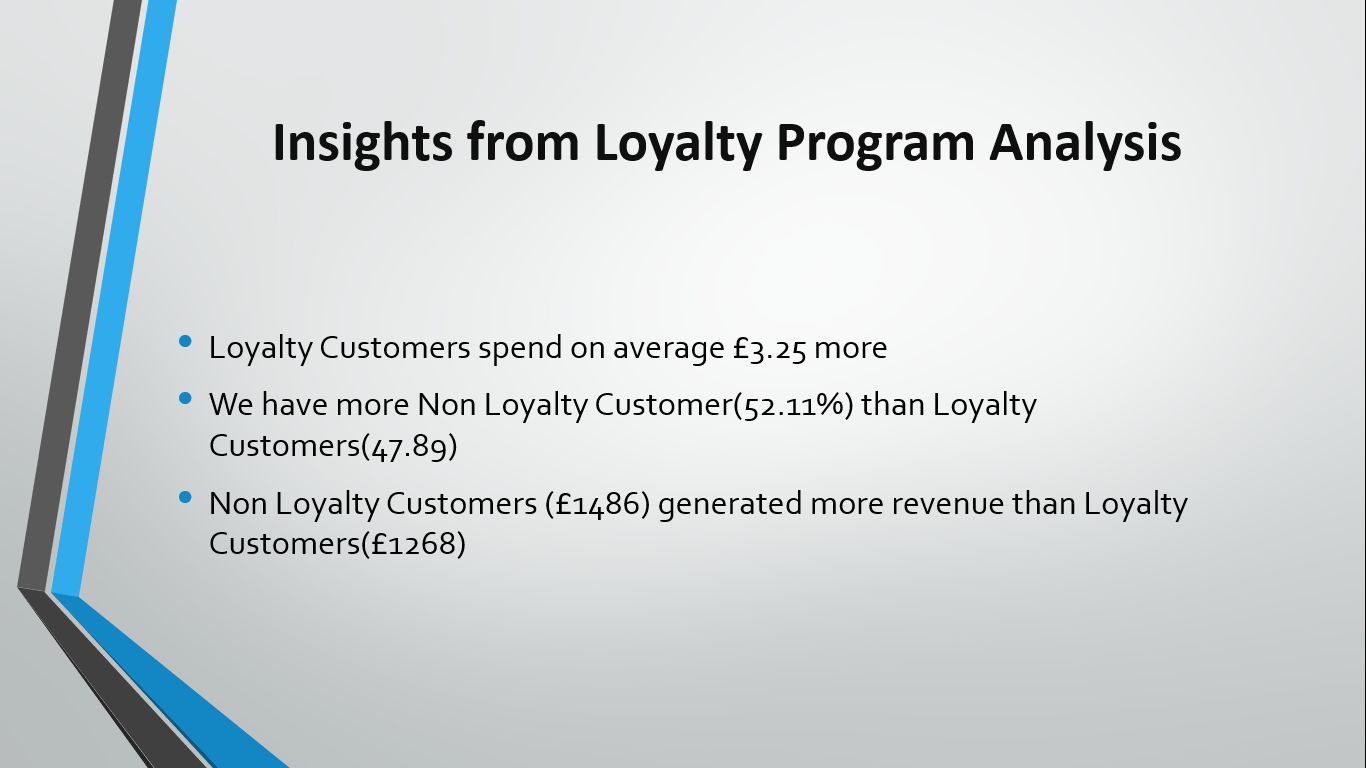 Insights from Loyalty Program Analysis
• Loyalty Customers spend on average £3.25 more
• We have more Non Loyalty Customer(52.11%) than Loyalty
Customers(47.89)
• Non Loyalty Customers (£1486) generated more revenue than Loyalty
Customers(£1268)